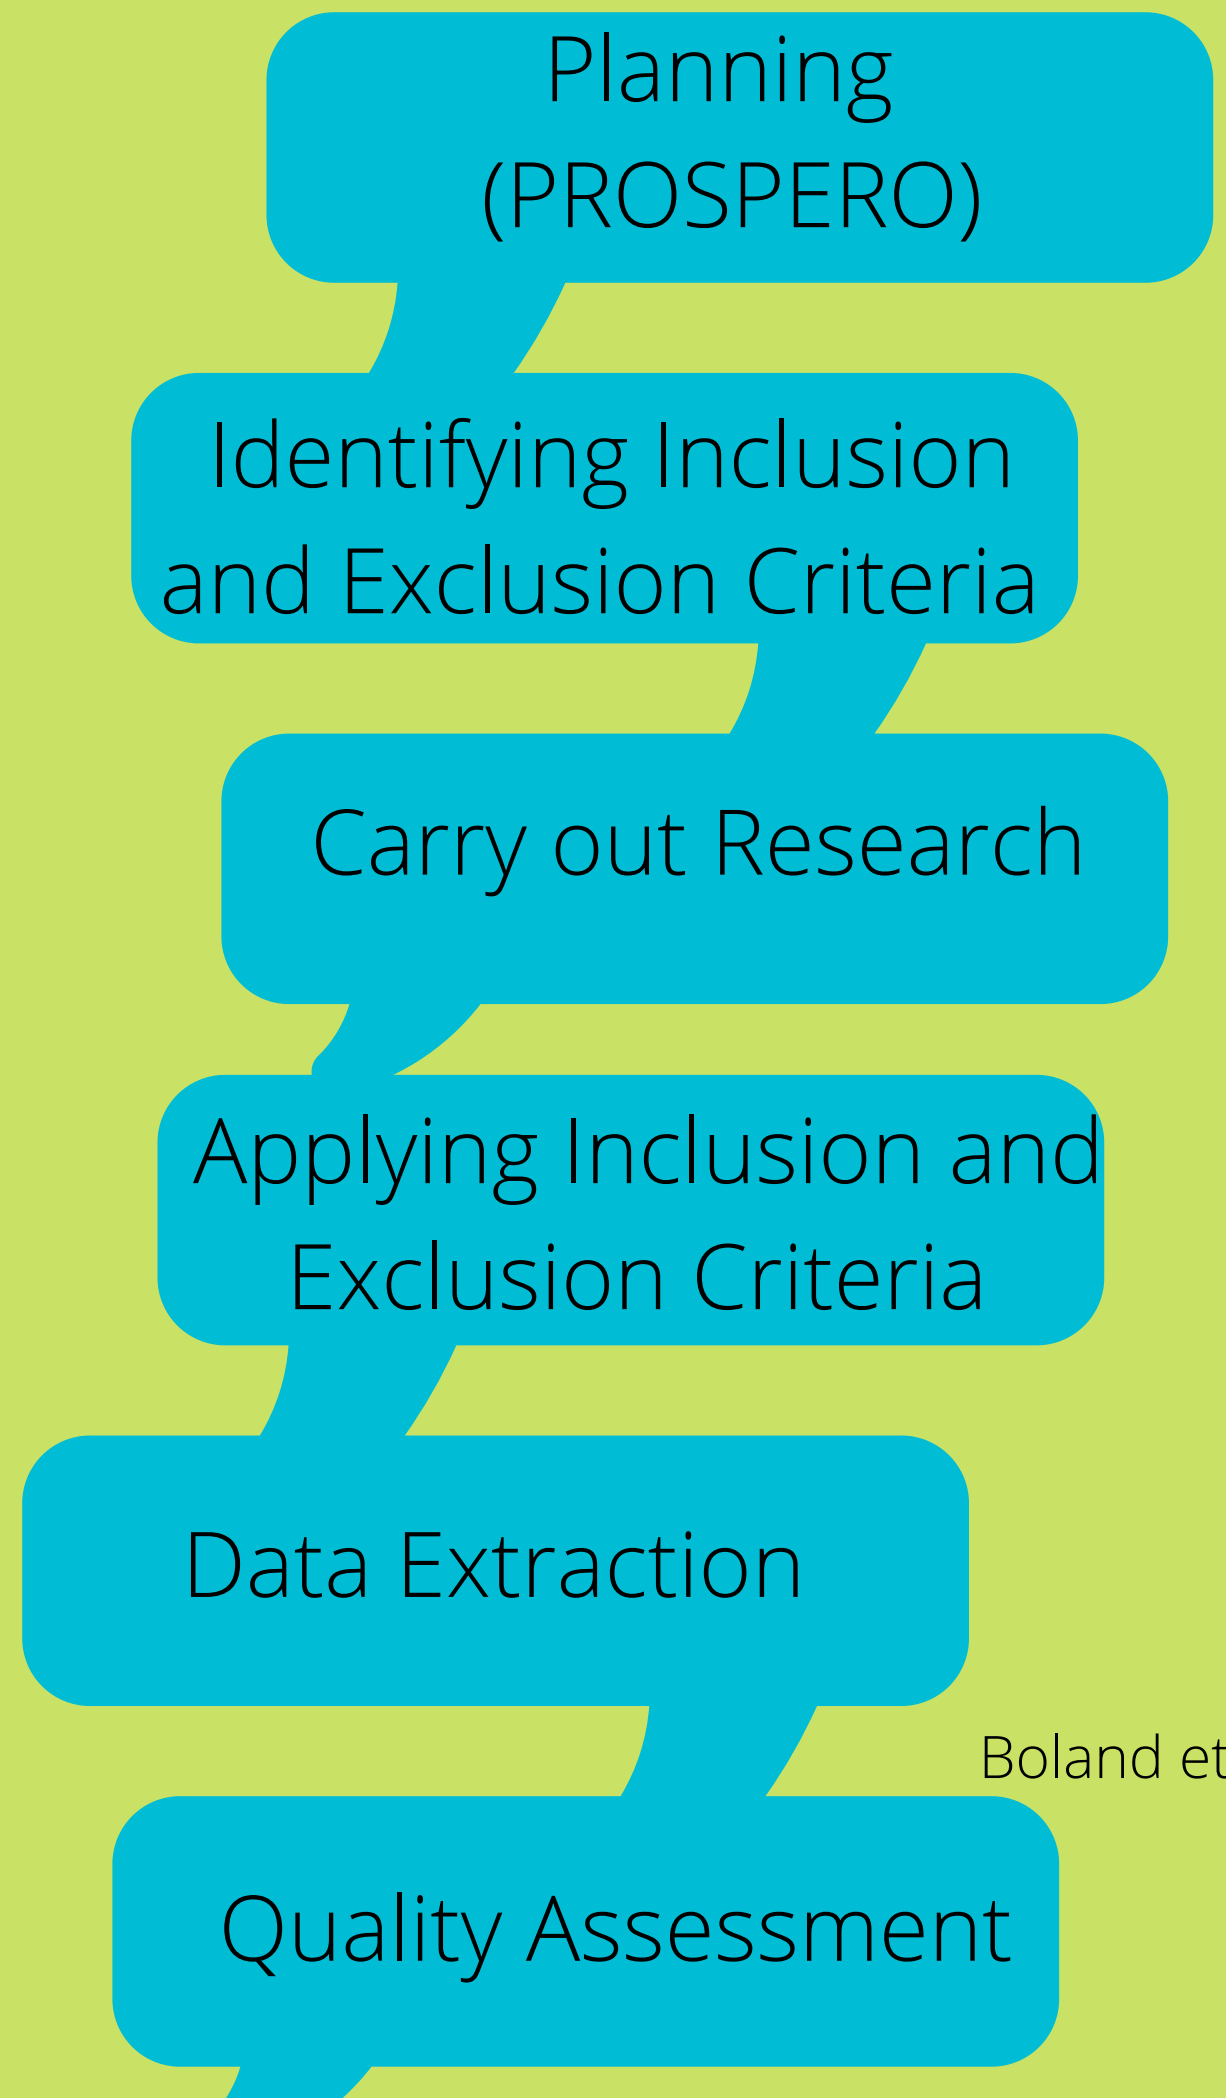 Planning
(PROSPERO)
Identifying Inclusion
and Exclusion Criteria
Carry out Research
Applying Inclusion and
Exclusion Criteria
Data Extraction
Boland et
Quality Assessment